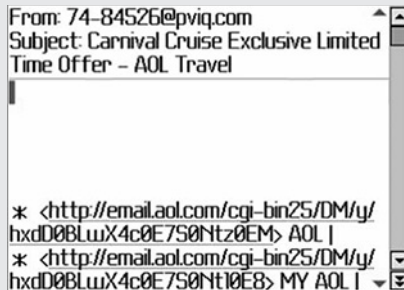 From: 74-84526@pviq.com
Subject: Carnival Cruise Exclusive Limited
Time Offer - AOL Travel
* <http://email.aol.com/cgi-bin25/DM/y/
hxdD0BLuX4c0E7S0Ntz0EM> AOL |
* <http://email.aol.com/cgi-bin25/DM/y/
hxdD0BLuX4c0E7S0Nt10E8> MY AOL |